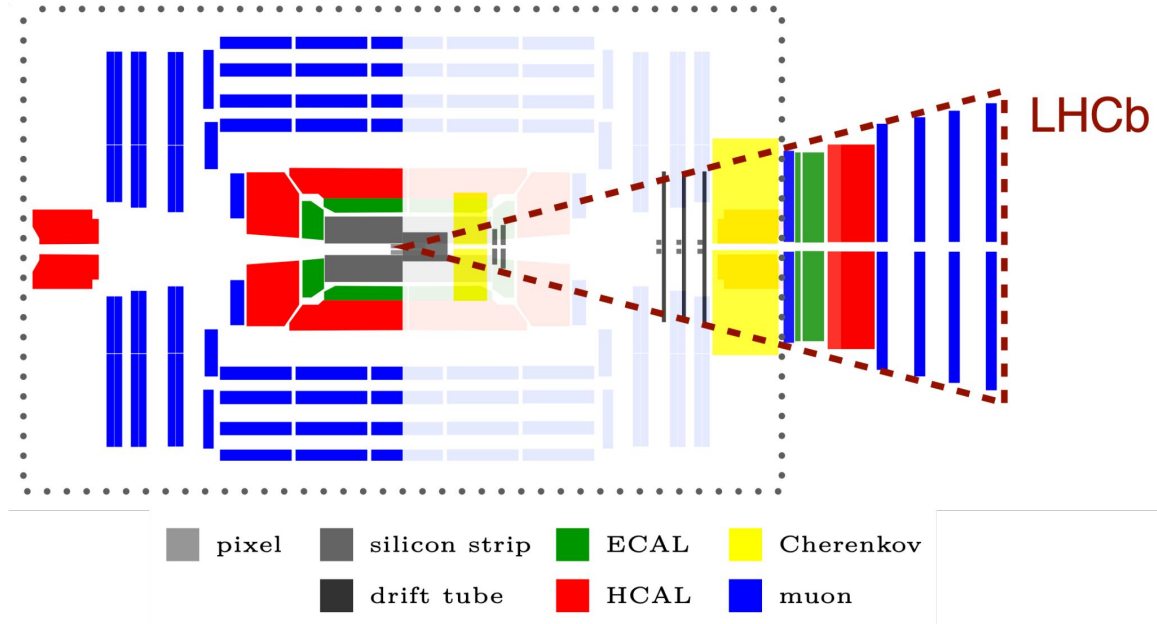 LHCb
pixel
silicon strip
ECAL
Cherenkov
drift tube
HCAL
muon